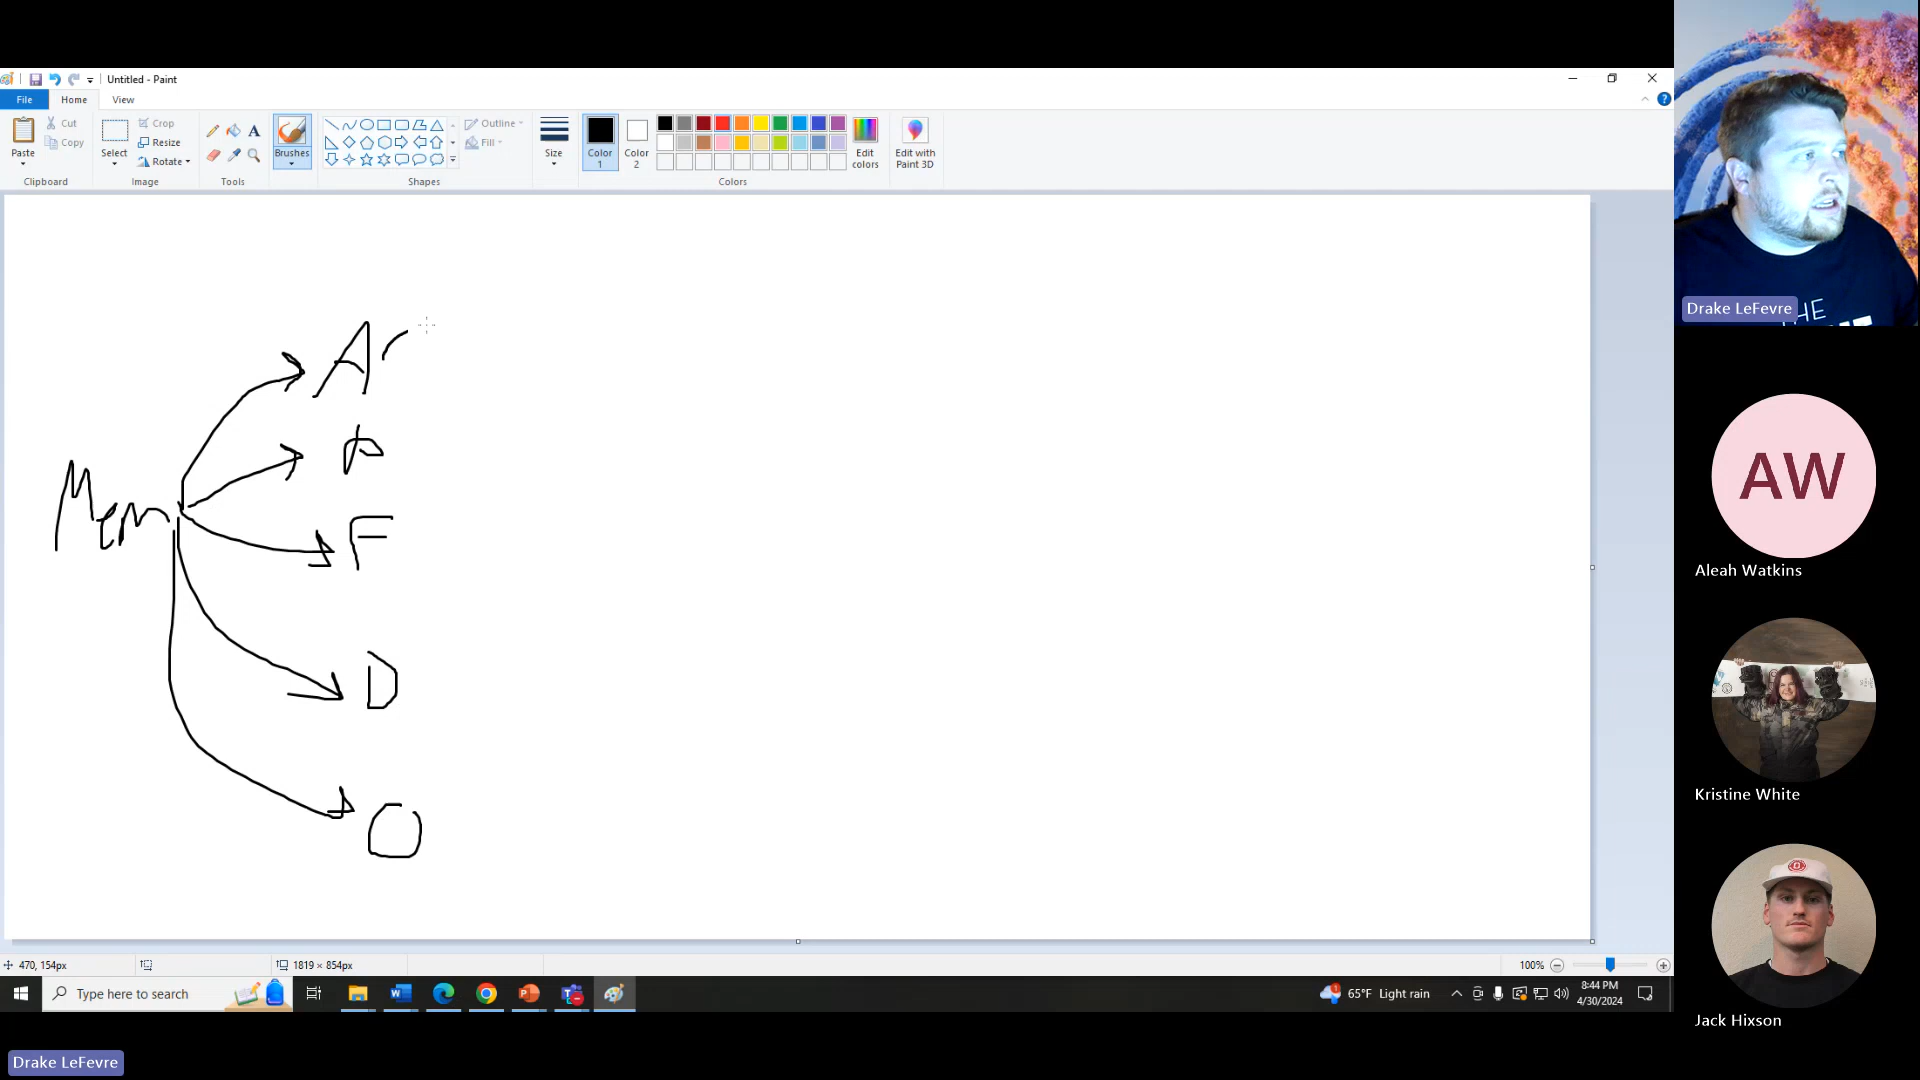 Untitled - Paint
File Home View
Paste
Cut
Copy
Clipboard
Select
Crop
Resize
Rotate
Image
A
Tools
Brushes
Outline
Fill
Shapes
Size
Color 1
Color 2
Edit colors
Edit with Paint 3D
Colors
Ar
F
Mem
D
O
470, 154px
1819 × 854px
100%
Type here to search
65°F Light rain
8:44 PM
4/30/2024
THE
Drake LeFevre
AW
Aleah Watkins
Kristine White
Jack Hixson
Drake LeFevre